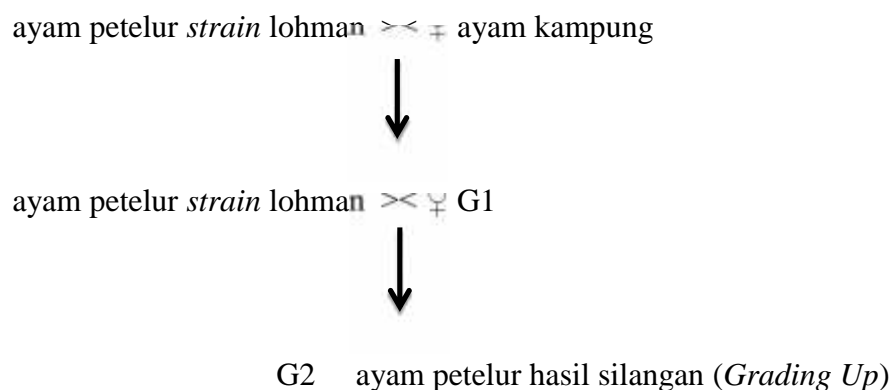 ayam petelur strain lohman >< ♀ ayam kampung
ayam petelur strain lohman >< ♀ G1
G2 ayam petelur hasil silangan (Grading Up)